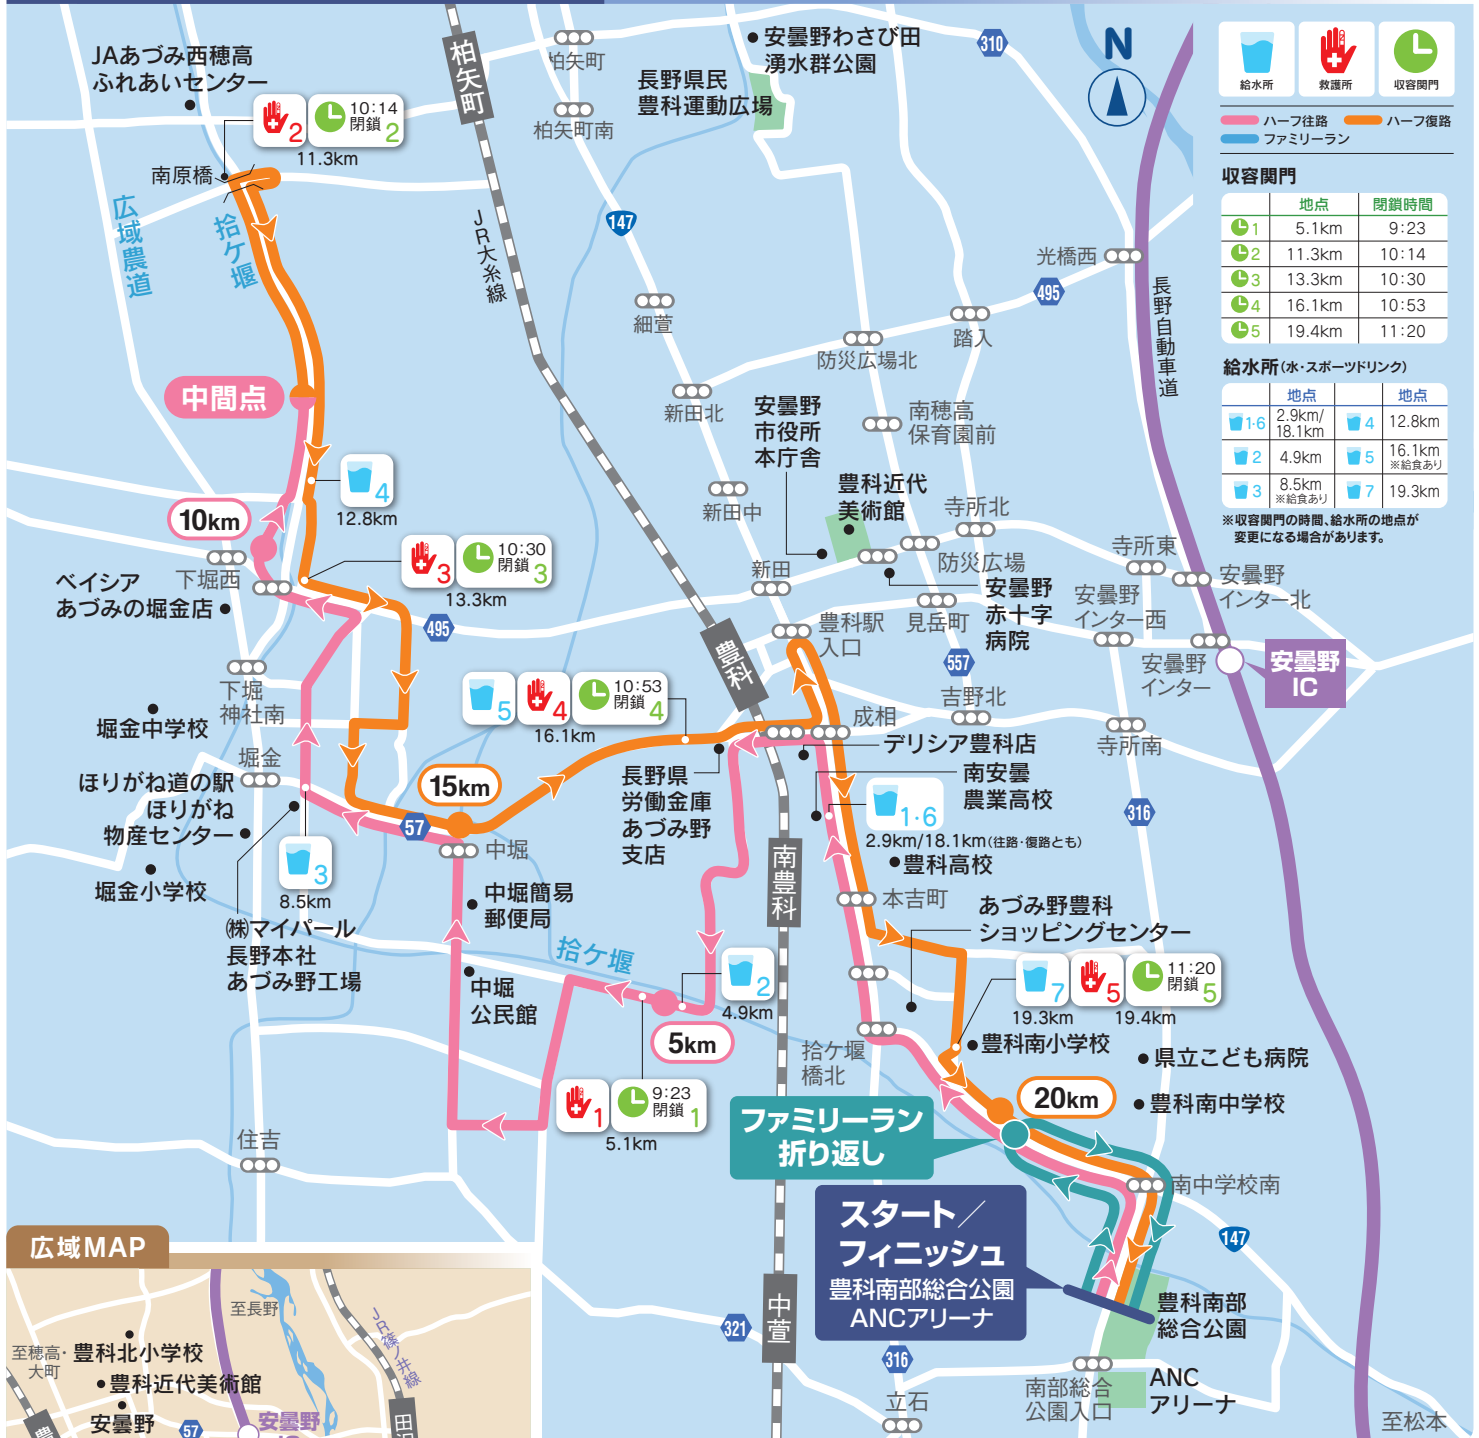 JAあづみ西穂高
ふれあいセンター
2
10:14
閉鎖
2
11.3km
南原橋
広域農道
拾ケ堰
柏矢町
柏矢町
柏矢町南
JR大糸線
長野県民
豊科運動広場
安曇野わさび田
湧水群公園
310
N
147
細萱
光橋西
495
踏入
防災広場北
長野自動車道
新田北
安曇野
市役所
本庁舎
南穂高
保育園前
豊科近代
美術館
新田中
寺所北
防災広場
寺所東
安曇野
インター北
新田
安曇野
赤十字
病院
安曇野
インター西
豊科駅
入口
見岳町
557
安曇野
インター
安曇野
IC
吉野北
寺所南
316
給水所
救護所
収容関門
ハーフ往路
ハーフ復路
ファミリーラン
収容関門
地点 閉鎖時間
1 5.1km 9:23
2 11.3km 10:14
3 13.3km 10:30
4 16.1km 10:53
5 19.4km 11:20
給水所(水・スポーツドリンク)
地点 地点
1·6 2.9km/18.1km 4 12.8km
2 4.9km 5 16.1km ※給食あり
3 8.5km ※給食あり 7 19.3km
※収容関門の時間、給水所の地点が
変更になる場合があります。
中間点
4
12.8km
10km
下堀西
ベイシア
あづみの堀金店
3
10:30
閉鎖
3
13.3km
495
下堀
神社南
堀金中学校
堀金
ほりがね道の駅
ほりがね
物産センター
堀金小学校
3
8.5km
㈱マイパール
長野本社
あづみ野工場
5
4
10:53
閉鎖
4
16.1km
15km
57
中堀
中堀簡易
郵便局
中堀
公民館
拾ケ堰
豊科
成相
デリシア豊科店
長野県
労働金庫
あづみ野
支店
南安曇
農業高校
1·6
2.9km/18.1km(往路・復路とも)
豊科高校
南豊科
本吉町
あづみ野豊科
ショッピングセンター
2
4.9km
5km
1
9:23
閉鎖
1
5.1km
7
5
11:20
閉鎖
5
19.3km
19.4km
豊科南小学校
拾ケ堰
橋北
県立こども病院
20km
豊科南中学校
ファミリーラン
折り返し
南中学校南
147
スタート／
フィニッシュ
豊科南部総合公園
ANCアリーナ
豊科南部
総合公園
ANC
アリーナ
南部総合
公園入口
至松本
住吉
321
中萱
316
立石
広域MAP
至長野
JR篠ノ井線
至穂高・
大町
豊科北小学校
豊科近代美術館
安曇野
57
安曇野